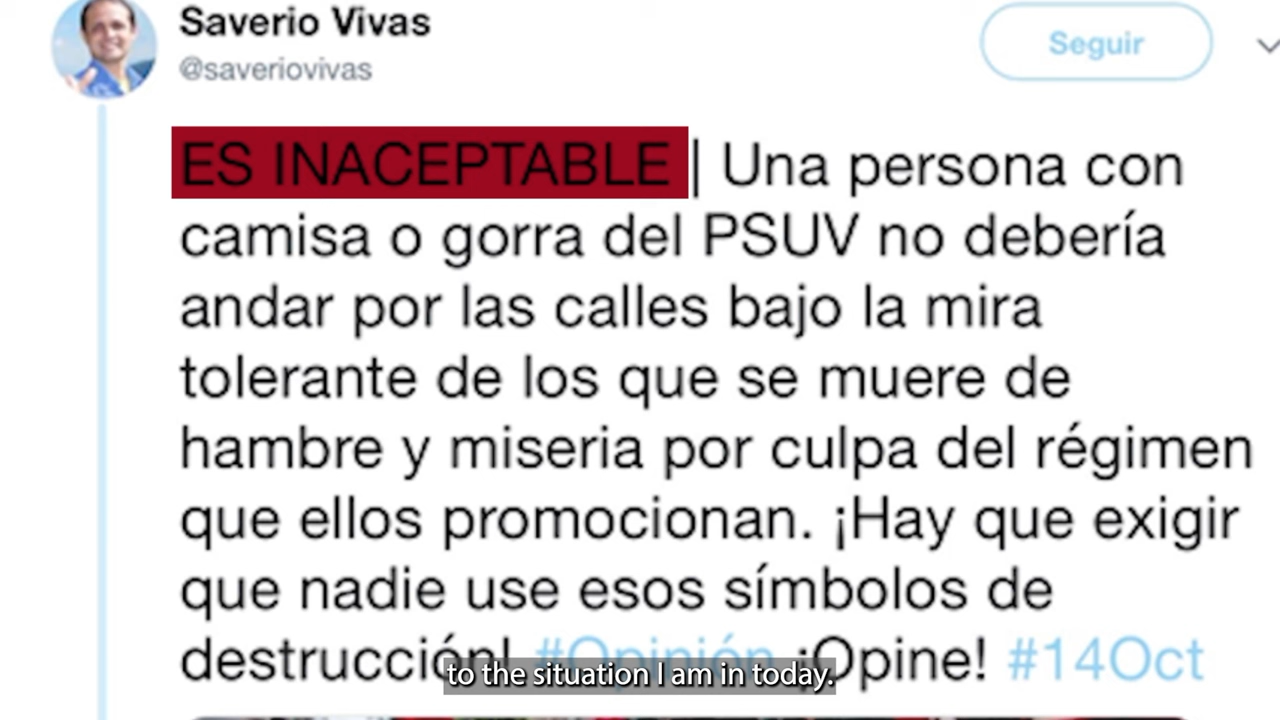 Saverio Vivas
@saveriovivas
Seguir
ES INACEPTABLE | Una persona con
camisa o gorra del PSUV no debería
andar por las calles bajo la mira
tolerante de los que se muere de
hambre y miseria por culpa del régimen
que ellos promocionan. ¡Hay que exigir
que nadie use esos símbolos de
destrucción! #Opinión ¡Opine! #14Oct
to the situation I am in today.